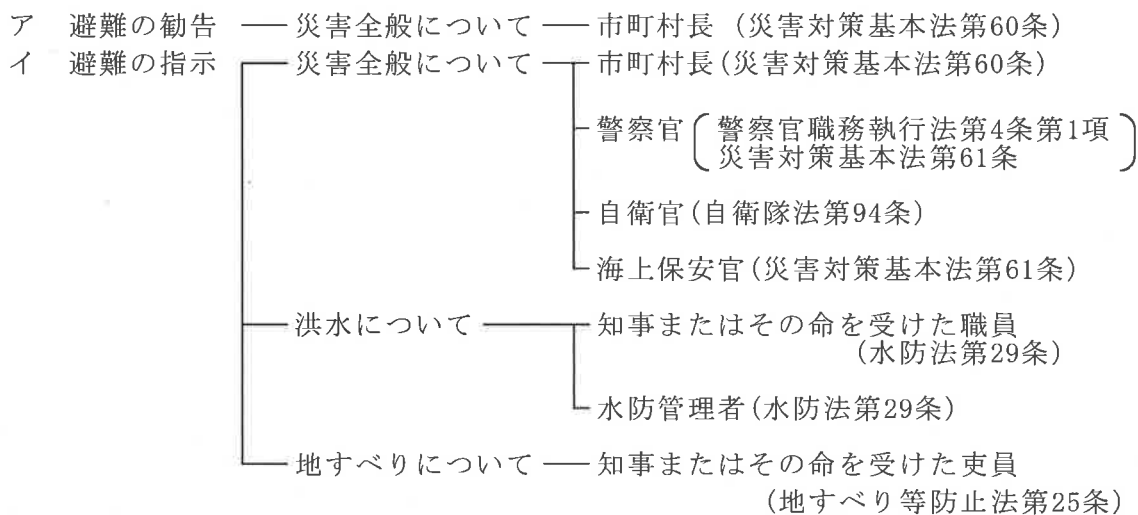 ア 避難の勧告 災害全般について 市町村長 (災害対策基本法第60条)
イ 避難の指示 災害全般について 市町村長(災害対策基本法第60条)
警察官 警察官職務執行法第4条第1項
災害対策基本法第61条
自衛官(自衛隊法第94条)
海上保安官(災害対策基本法第61条)
洪水について 知事またはその命を受けた職員
(水防法第29条)
水防管理者(水防法第29条)
地すべりについて 知事またはその命を受けた吏員
(地すべり等防止法第25条)